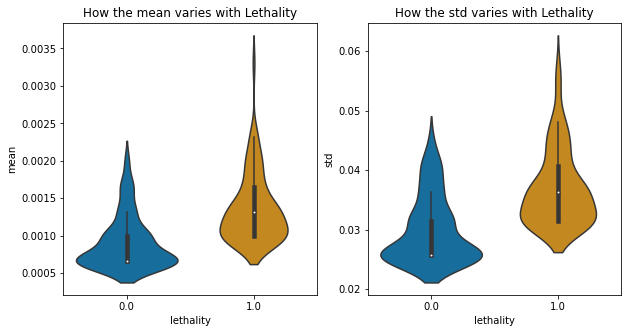 How the mean varies with Lethality
0.0035
0.0030
0.0025
0.0020
0.0015
0.0010
0.0005
mean
0.0
1.0
lethality
How the std varies with Lethality
0.06
0.05
0.04
0.03
0.02
std
0.0
1.0
lethality